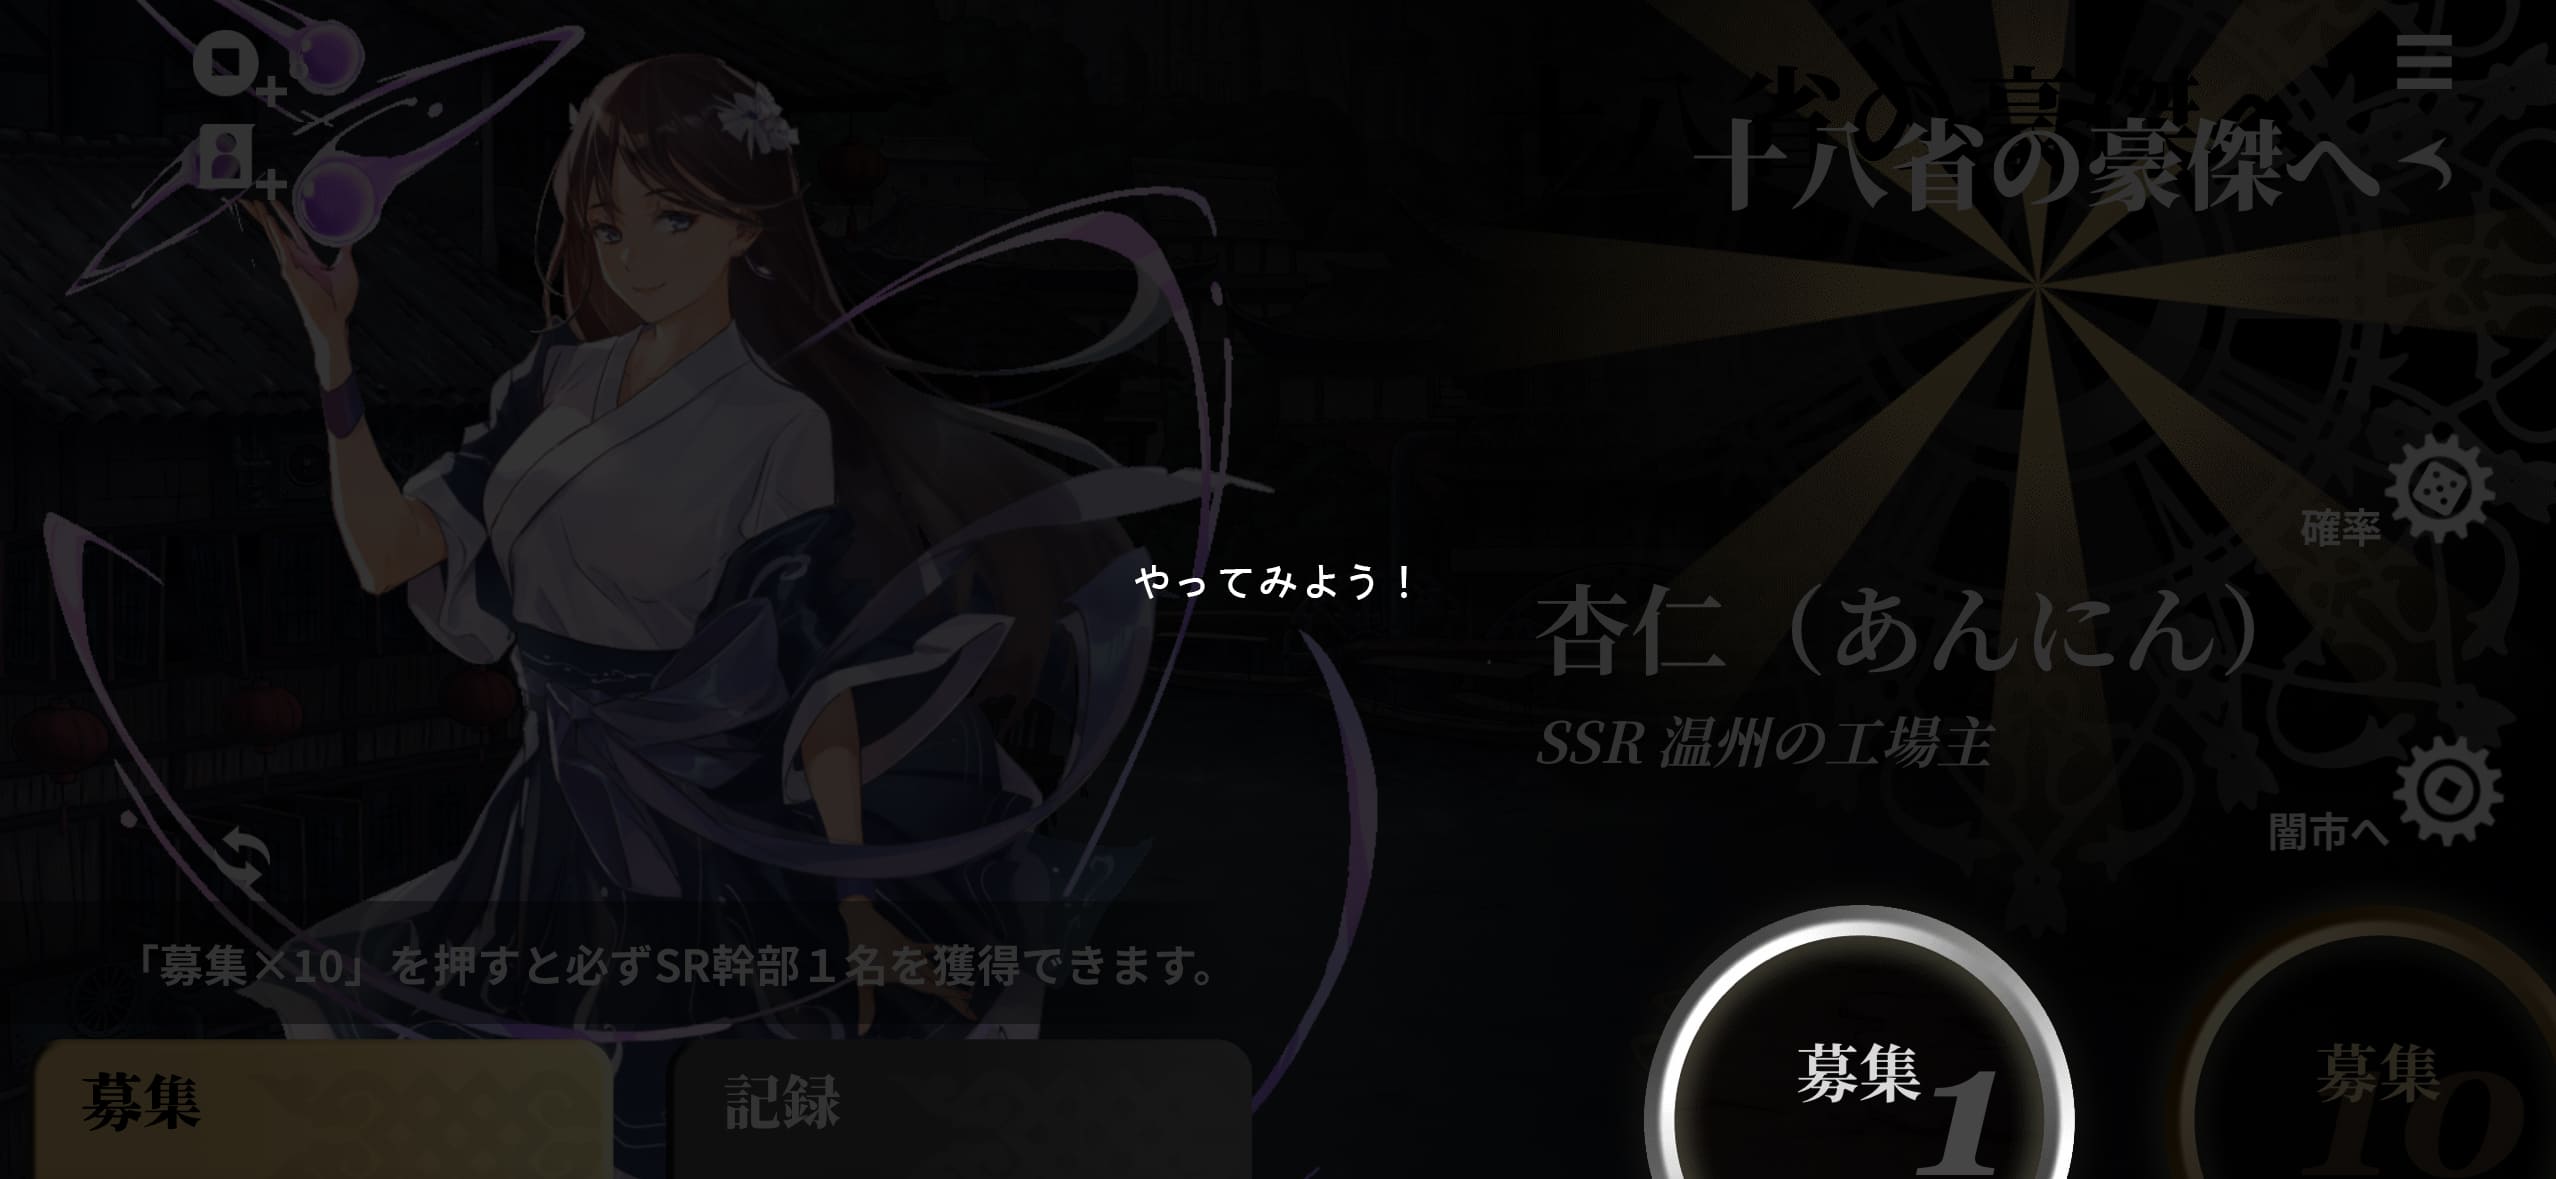 十八省の豪傑へ
確率
やってみよう！
杏仁（あんにん）
SSR 温州の工場主
闇市へ
「募集×10」を押すと必ずSR幹部１名を獲得できます。
募集
記録
募集
1
募集
10